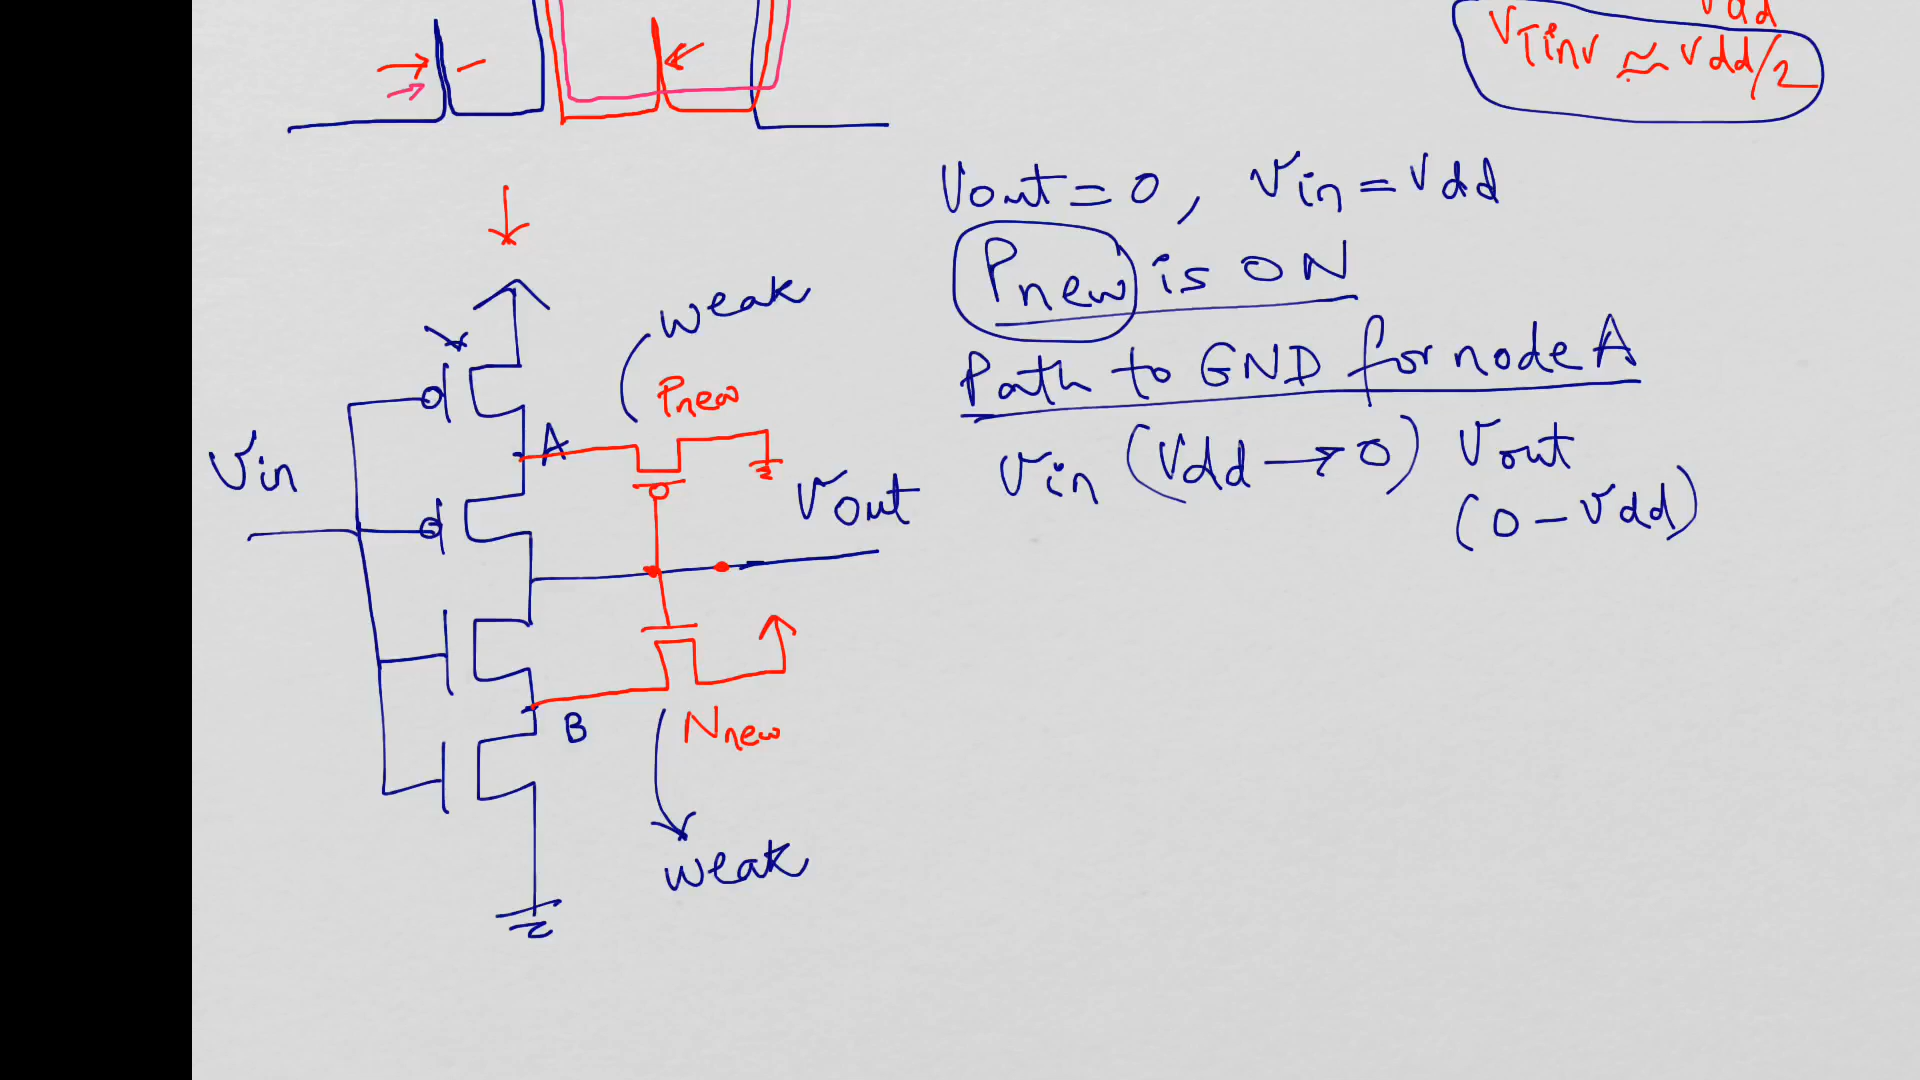 Vdd
VTinv ≈ Vdd/2
Vout = 0, Vin = Vdd
Pnew is ON
Path to GND for node A
Vin (Vdd → 0) Vout
(0 - Vdd)
weak
Pnew
A
Vin
Vout
B
Nnew
weak